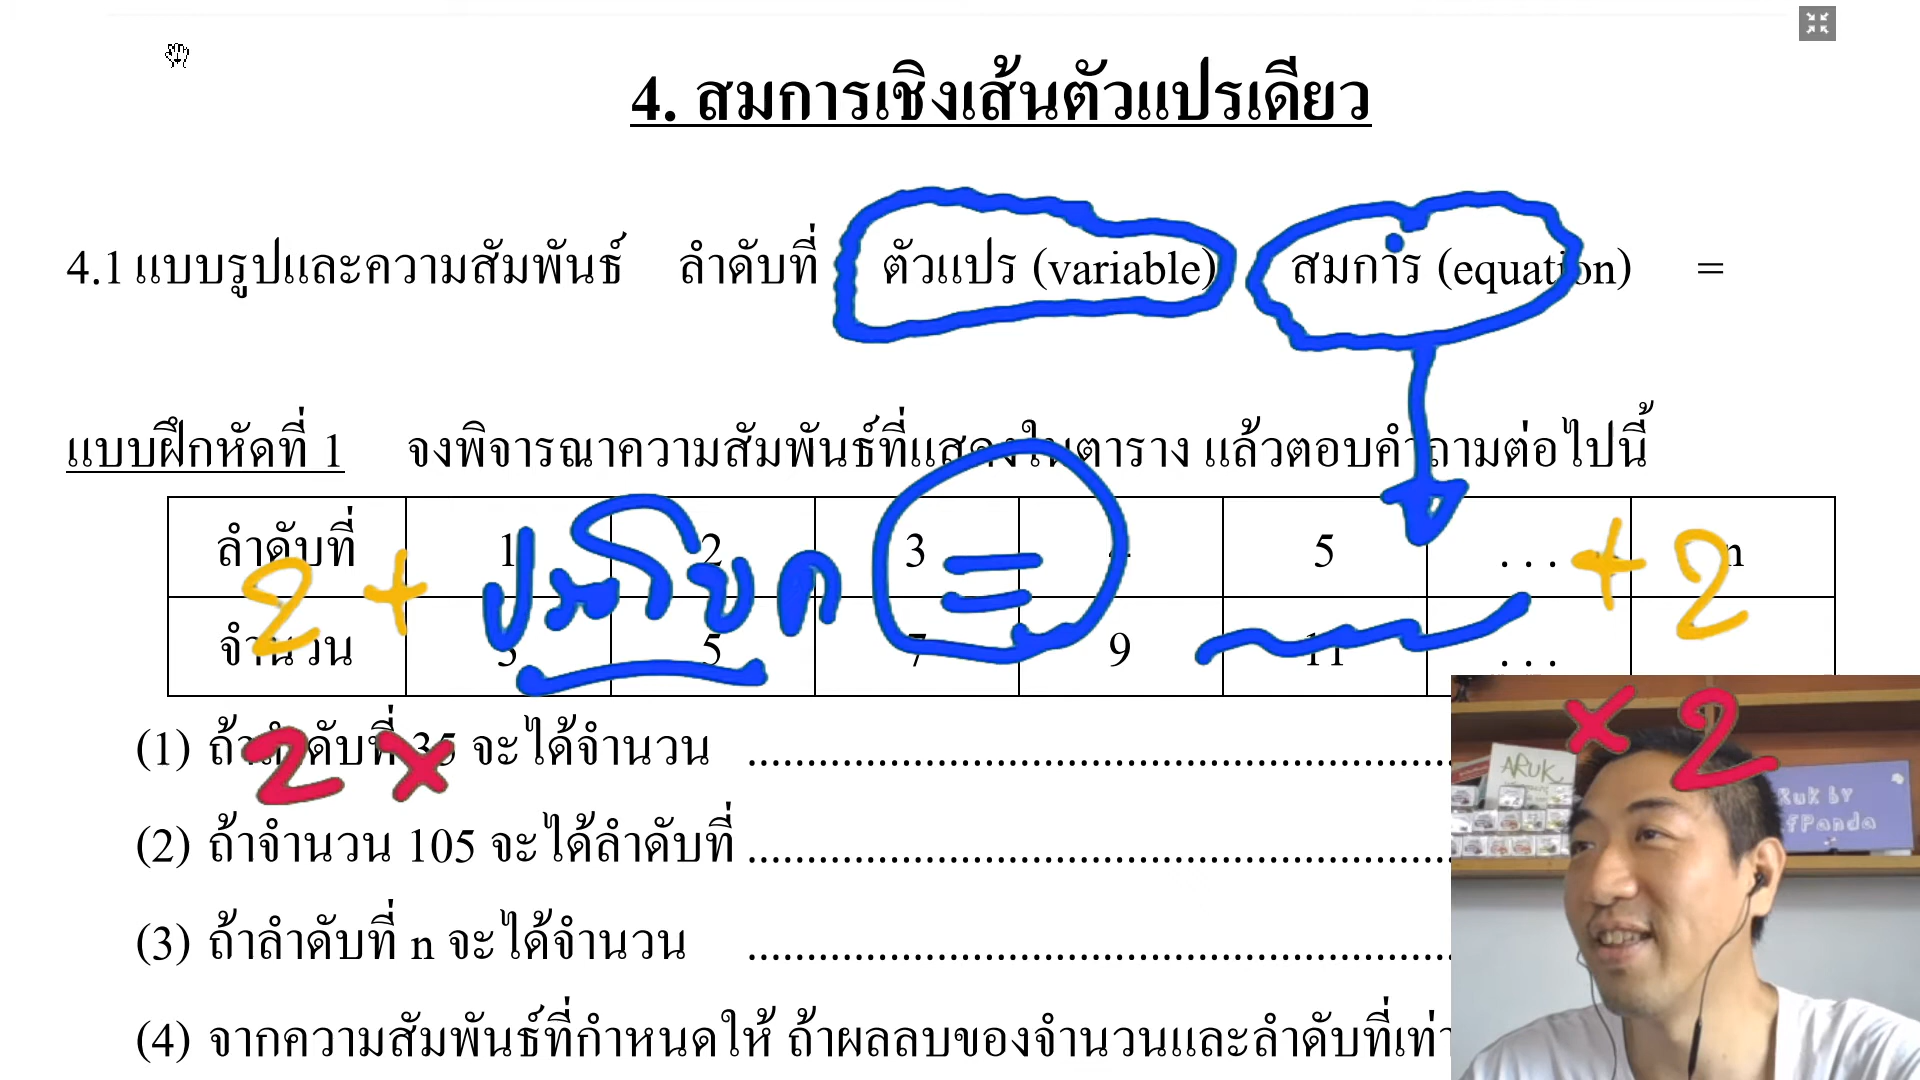 4. สมการเชิงเส้นตัวแปรเดียว
4.1 แบบรูปและความสัมพันธ์ ลำดับที่ ตัวแปร (variable) สมการ (equation) =
แบบฝึกหัดที่ 1 จงพิจารณาความสัมพันธ์ที่แสดงในตาราง แล้วตอบคำถามต่อไปนี้
ลำดับที่ 1 2 3 4 5 . . . n
2 + ประโยค = + 2
จำนวน 3 5 7 9 11 . . .
(1) ถ้าลำดับที่ 35 จะได้จำนวน ............................................................
2 × × 2
ARUK
(2) ถ้าจำนวน 105 จะได้ลำดับที่ ............................................................
(3) ถ้าลำดับที่ n จะได้จำนวน ............................................................
(4) จากความสัมพันธ์ที่กำหนดให้ ถ้าผลลบของจำนวนและลำดับที่เท่า